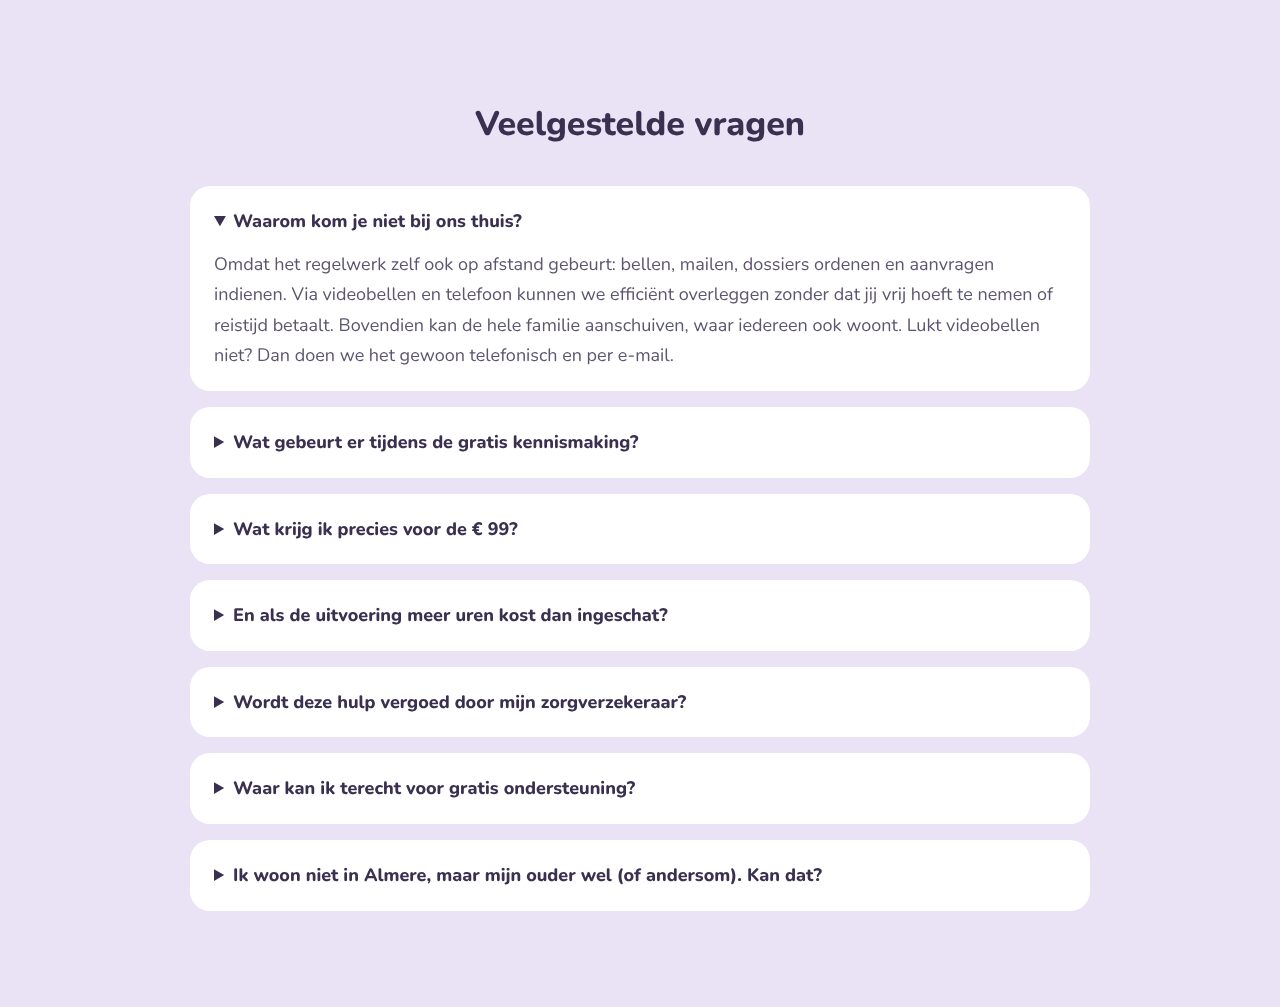 Veelgestelde vragen
Waarom kom je niet bij ons thuis?
Omdat het regelwerk zelf ook op afstand gebeurt: bellen, mailen, dossiers ordenen en aanvragen
indienen. Via videobellen en telefoon kunnen we efficiënt overleggen zonder dat jij vrij hoeft te nemen of
reistijd betaalt. Bovendien kan de hele familie aanschuiven, waar iedereen ook woont. Lukt videobellen
niet? Dan doen we het gewoon telefonisch en per e-mail.
Wat gebeurt er tijdens de gratis kennismaking?
Wat krijg ik precies voor de € 99?
En als de uitvoering meer uren kost dan ingeschat?
Wordt deze hulp vergoed door mijn zorgverzekeraar?
Waar kan ik terecht voor gratis ondersteuning?
Ik woon niet in Almere, maar mijn ouder wel (of andersom). Kan dat?